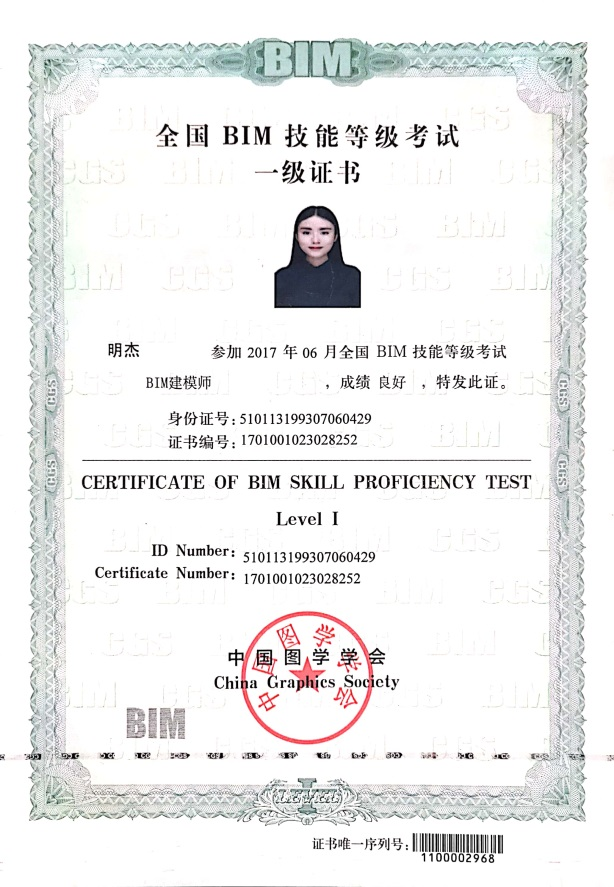 BIM
全国 BIM 技能等级考试
一级证书
明杰 参加 2017 年 06 月全国 BIM 技能等级考试
BIM建模师 ，成绩 良好 ，特发此证。
身份证号：510113199307060429
证书编号：1701001023028252
CERTIFICATE OF BIM SKILL PROFICIENCY TEST
Level I
ID Number: 510113199307060429
Certificate Number: 1701001023028252
中国图学学会
中国图学学会
China Graphics Society
BIM
证书唯一序列号：
1100002968